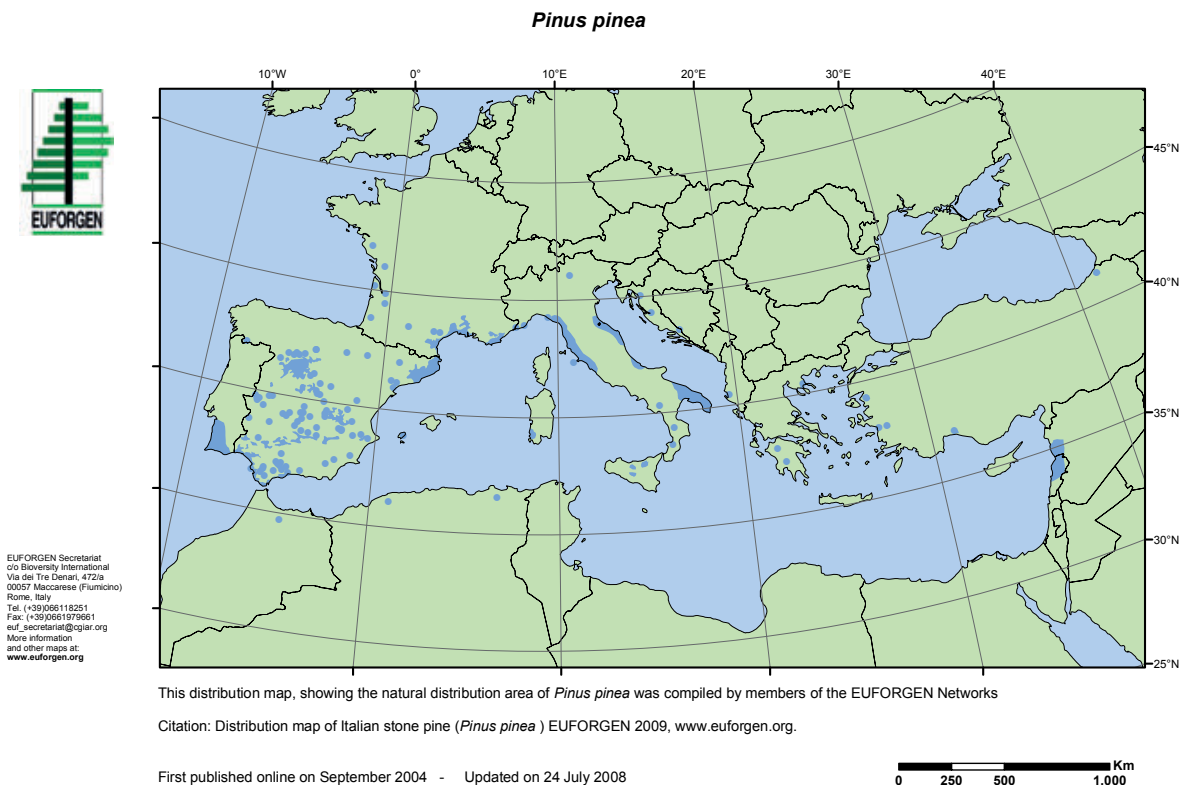 Pinus pinea
10°W 0° 10°E 20°E 30°E 40°E
EUFORGEN
45°N
40°N
35°N
30°N
25°N
EUFORGEN Secretariat
c/o Bioversity International
Via dei Tre Denari, 472/a
00057 Maccarese (Fiumicino)
Rome, Italy
Tel. (+39)066118251
Fax: (+39)0661979661
euf_secretariat@cgiar.org
More information
and other maps at:
www.euforgen.org
This distribution map, showing the natural distribution area of Pinus pinea was compiled by members of the EUFORGEN Networks
Citation: Distribution map of Italian stone pine (Pinus pinea ) EUFORGEN 2009, www.euforgen.org.
First published online on September 2004 - Updated on 24 July 2008
Km
0 250 500 1.000